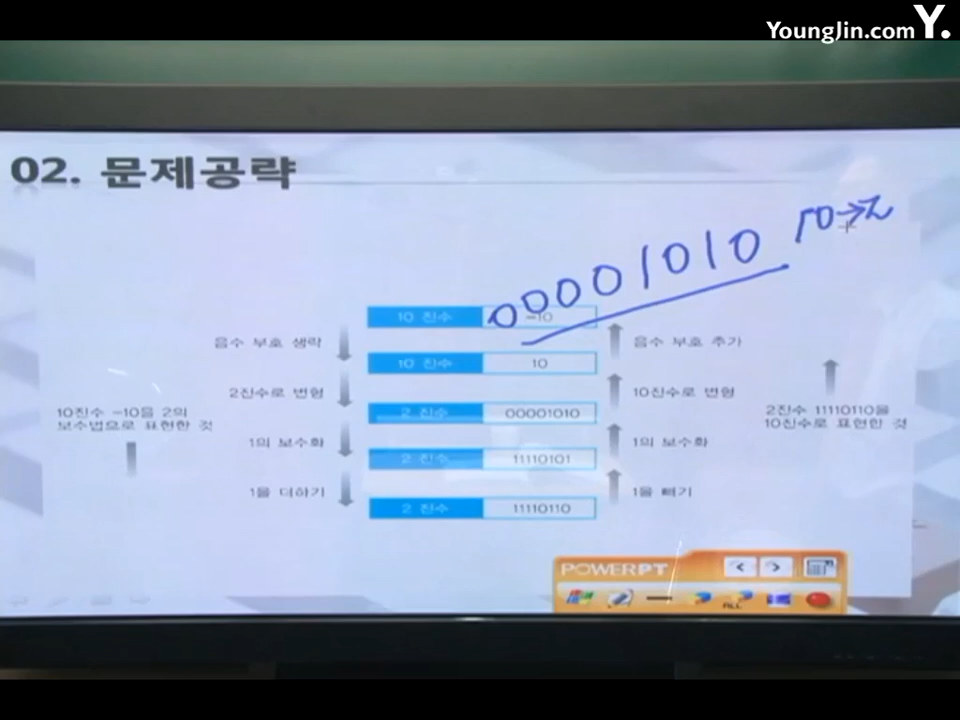 YoungJin.com Y.
02. 문제공략
00001010 10→2
10 진수 -10
음수 부호 생략
음수 부호 추가
10 진수 10
2진수로 변형
10진수로 변형
10진수 -10을 2의
보수법으로 표현한 것
2 진수 00001010
2진수 11110110을
10진수로 표현한 것
1의 보수화
1의 보수화
2 진수 11110101
1을 더하기
1을 빼기
2 진수 11110110
POWERPT
ALL